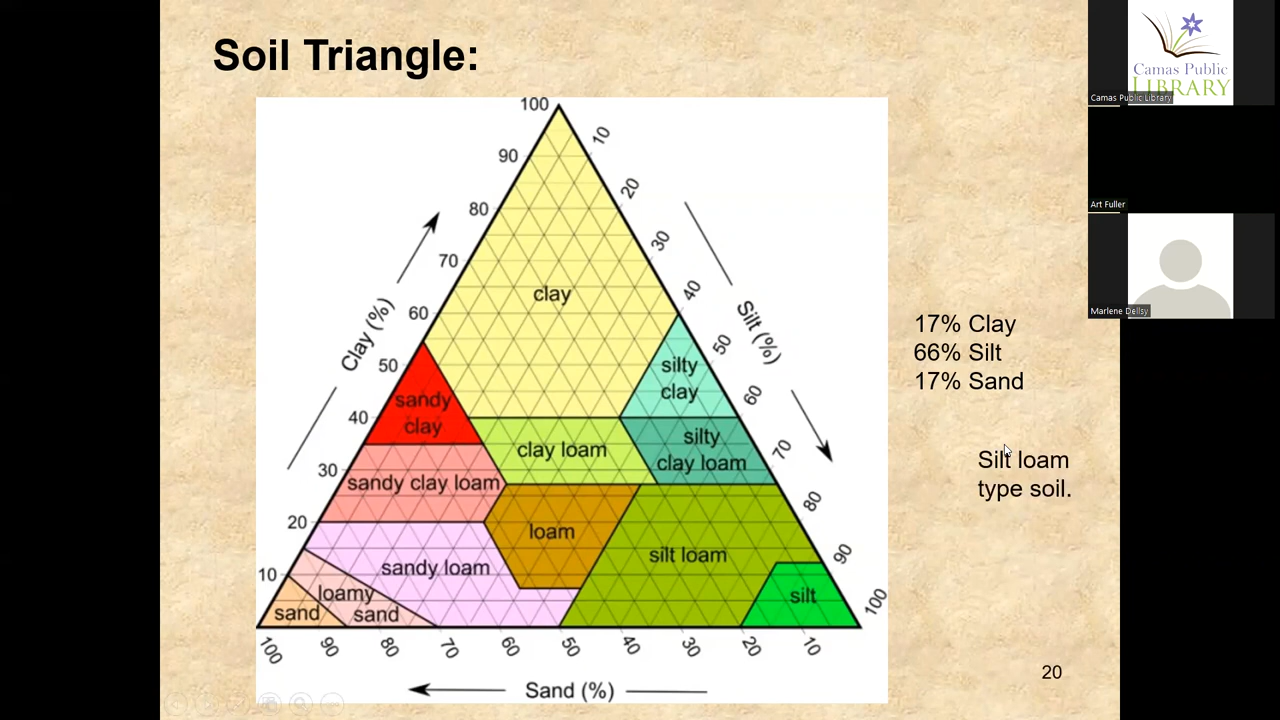 Soil Triangle:
100
90
80
70
60
50
40
30
20
10
Clay (%)
10
20
30
40
50
60
70
80
90
100
Silt (%)
clay
silty
clay
sandy
clay
clay loam
silty
clay loam
sandy clay loam
loam
silt loam
sandy loam
loamy
sand
sand
silt
100
90
80
70
60
50
40
30
20
10
Sand (%)
17% Clay
66% Silt
17% Sand
Silt loam
type soil.
20
Camas Public
LIBRARY
Camas Public Library
Art Fuller
Marlene Dellsy